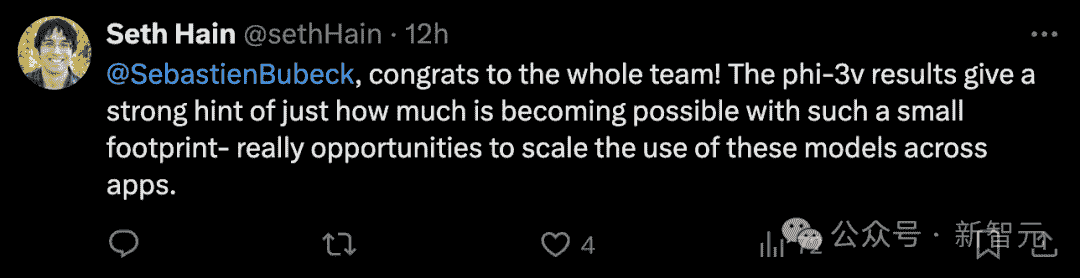 Seth Hain @sethHain · 12h
@SebastienBubeck, congrats to the whole team! The phi-3v results give a
strong hint of just how much is becoming possible with such a small
footprint- really opportunities to scale the use of these models across
apps.
4
公众号 · 新智元